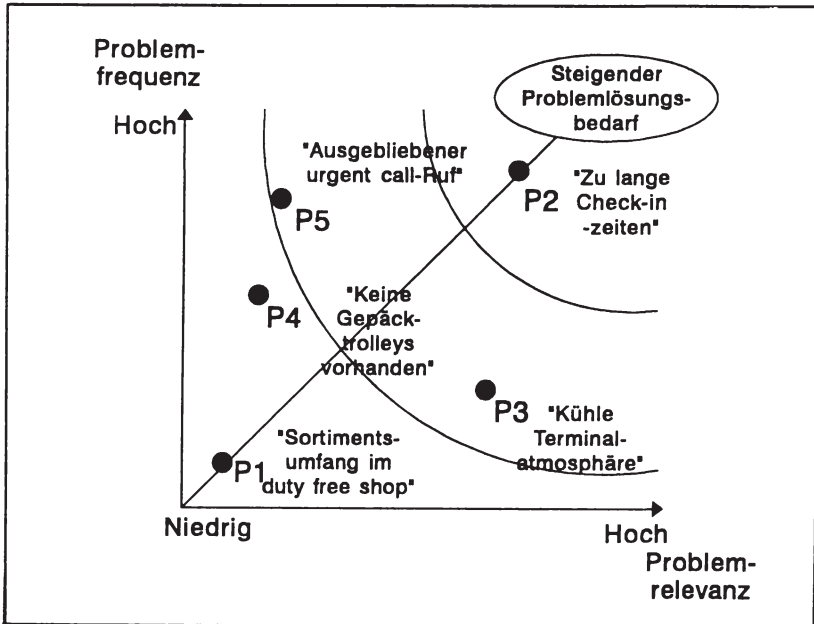 Problem-
frequenz
Hoch
Steigender
Problemlösungs-
bedarf
"Ausgebliebener
urgent call-Ruf"
P5
P2
"Zu lange
Check-in
-zeiten"
P4
"Keine
Gepäck-
trolleys
vorhanden"
P3
"Kühle
Terminal-
atmosphäre"
P1
"Sortiments-
umfang im
duty free shop"
Niedrig
Hoch
Problem-
relevanz